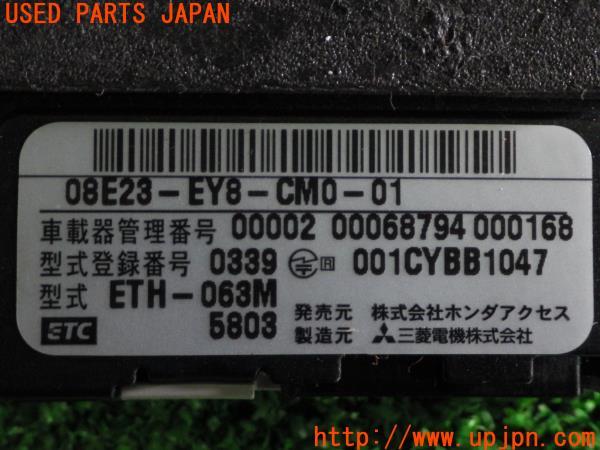 USED PARTS JAPAN
08E23-EY8-CM0-01
車載器管理番号 00002 00068794 000168
型式登録番号 0339 R 001CYBB1047
型式 ETH-063M
5803
ETC
発売元 株式会社ホンダアクセス
製造元 三菱電機株式会社
http://www.upjpn.com/